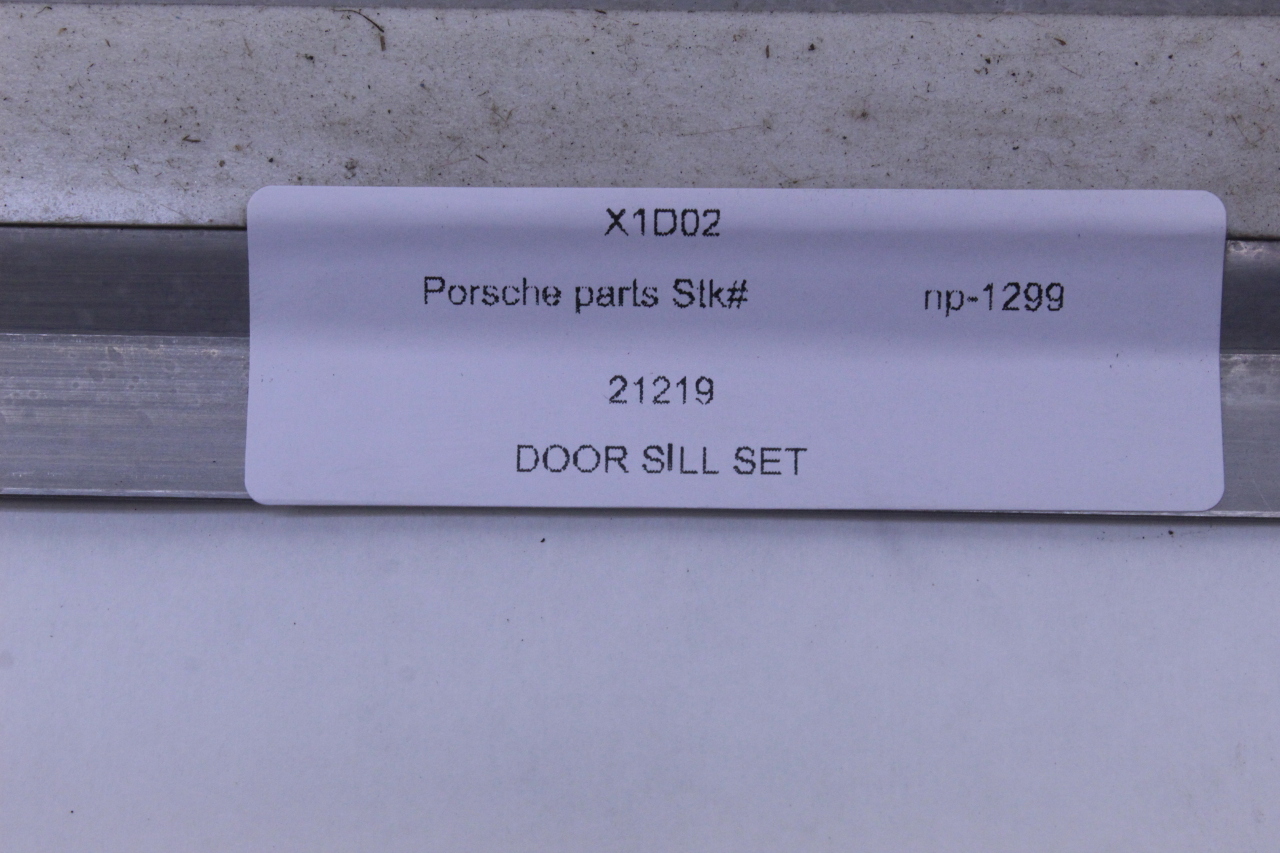 X1D02
Porsche parts Stk# np-1299
21219
DOOR SILL SET